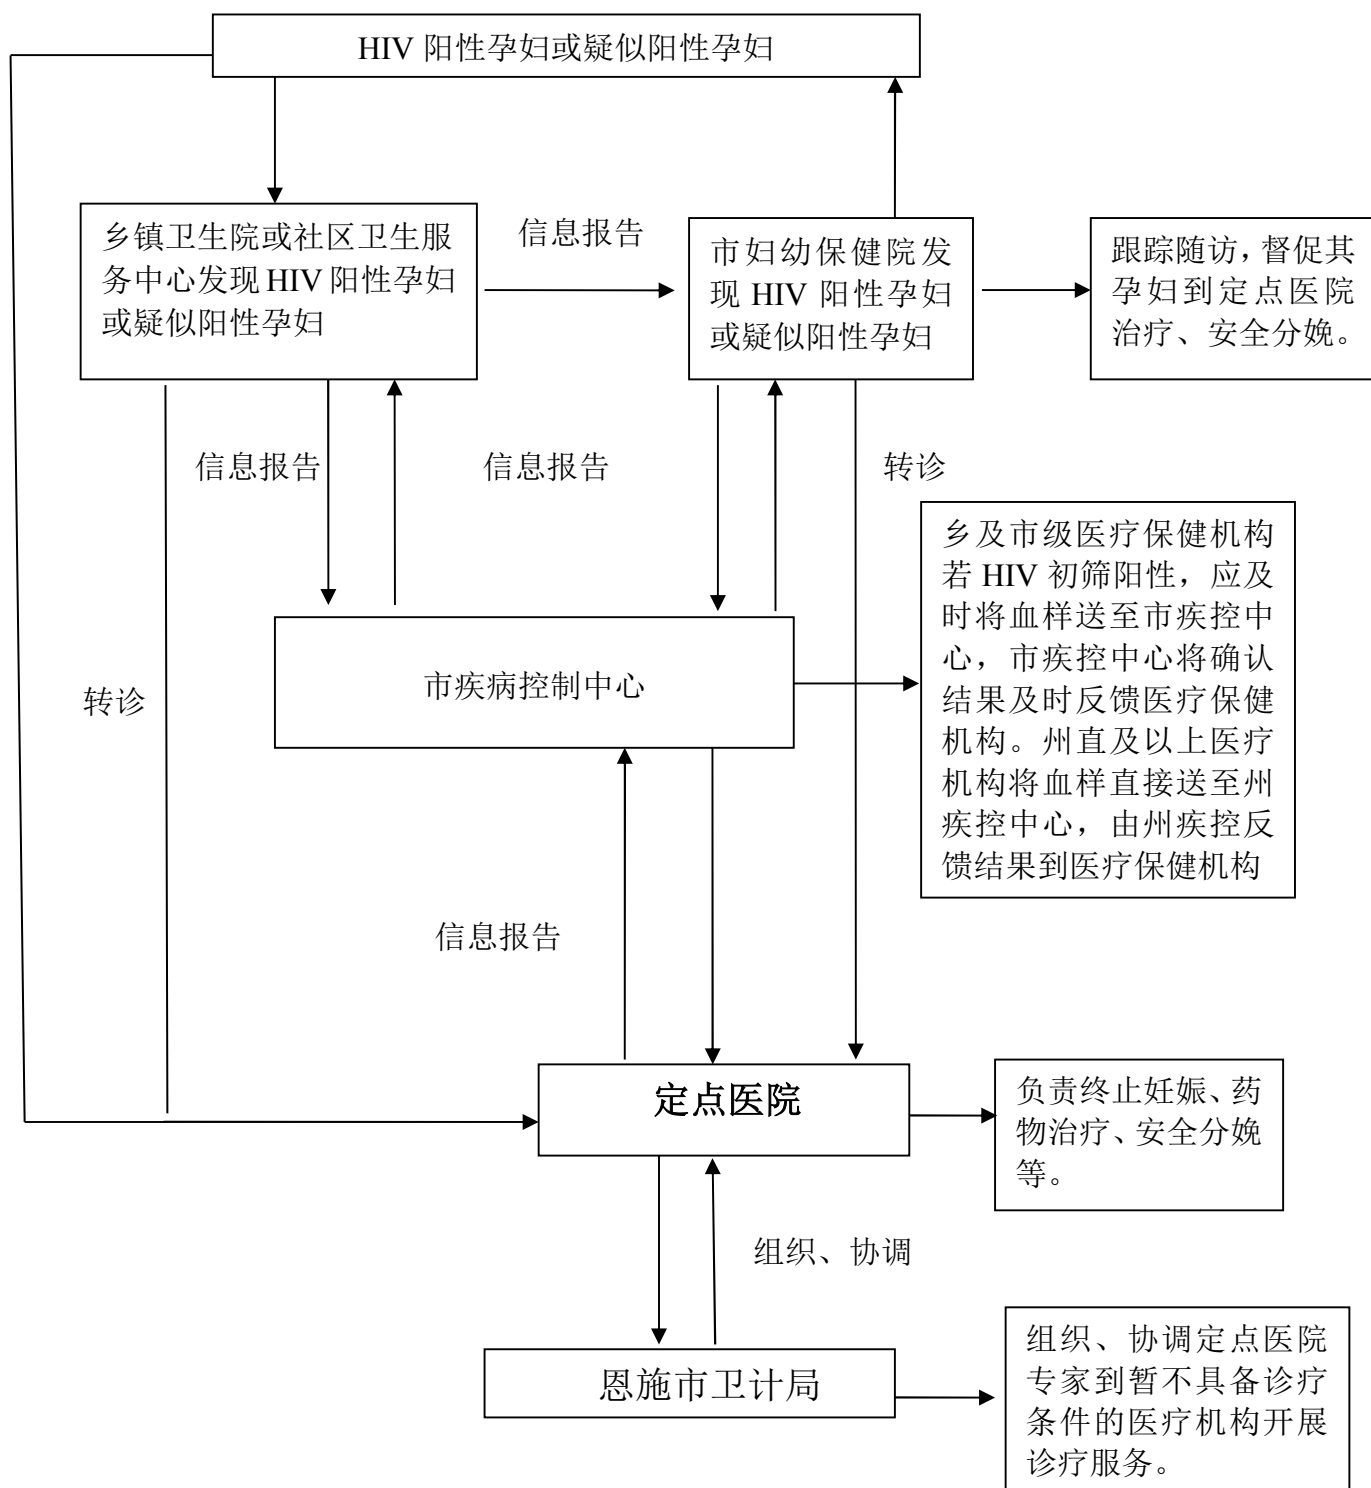 HIV 阳性孕妇或疑似阳性孕妇
乡镇卫生院或社区卫生服
务中心发现 HIV 阳性孕妇
或疑似阳性孕妇
信息报告
市妇幼保健院发
现 HIV 阳性孕妇
或疑似阳性孕妇
跟踪随访，督促其
孕妇到定点医院
治疗、安全分娩。
信息报告
信息报告
转诊
乡及市级医疗保健机构
若 HIV 初筛阳性，应及
时将血样送至市疾控中
心，市疾控中心将确认
结果及时反馈医疗保健
机构。州直及以上医疗
机构将血样直接送至州
疾控中心，由州疾控反
馈结果到医疗保健机构
市疾病控制中心
转诊
信息报告
定点医院
负责终止妊娠、药
物治疗、安全分娩
等。
组织、协调
恩施市卫计局
组织、协调定点医院
专家到暂不具备诊疗
条件的医疗机构开展
诊疗服务。